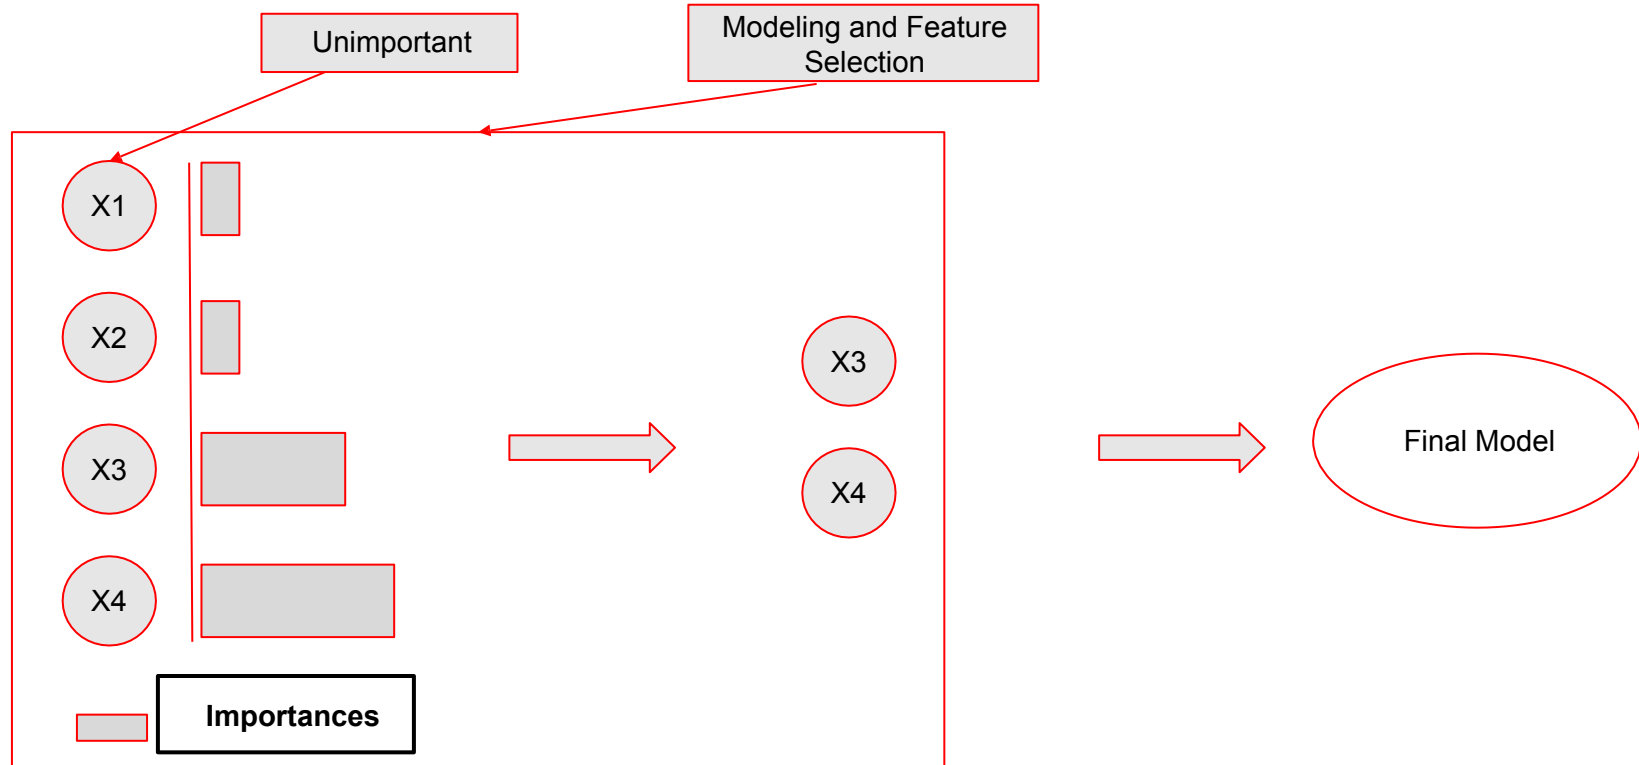 Unimportant
Modeling and Feature
Selection
X1
X2
X3
X4
X3
X4
Final Model
Importances